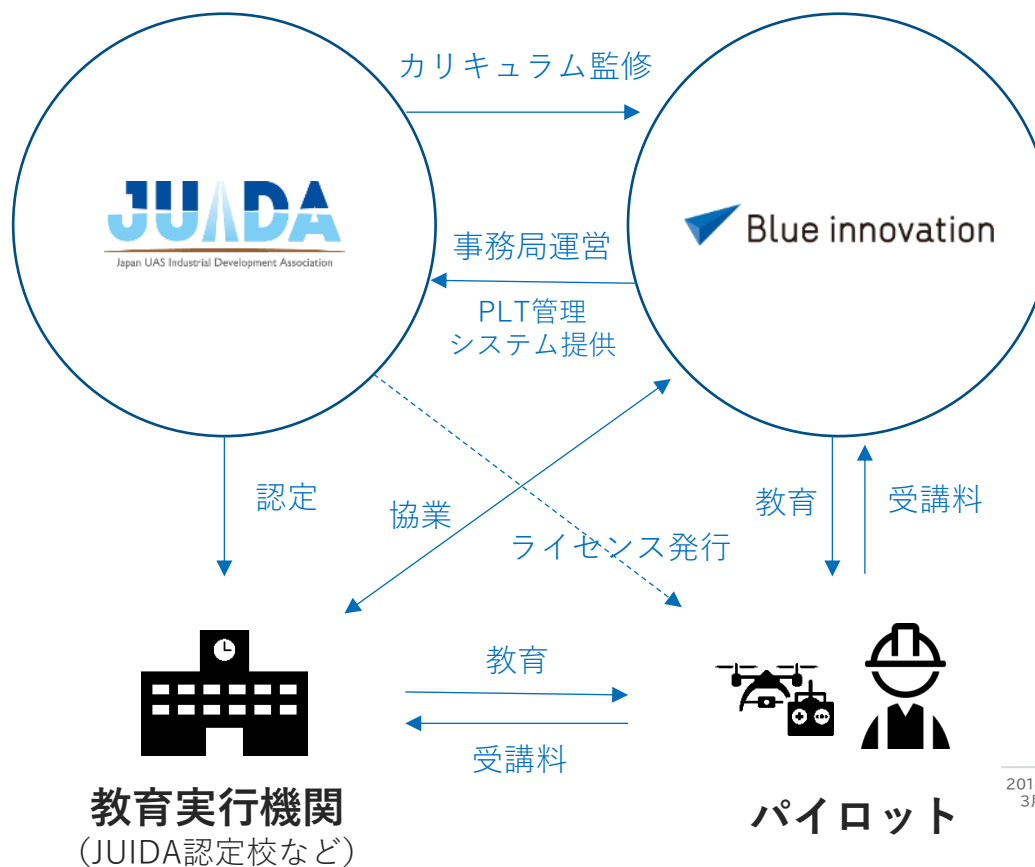 カリキュラム監修
JUIDA
Japan UAS Industrial Development Association
Blue innovation
事務局運営
PLT管理
システム提供
認定
協業
ライセンス発行
教育
受講料
教育
受講料
教育実行機関
(JUIDA認定校など)
パイロット
201
3月